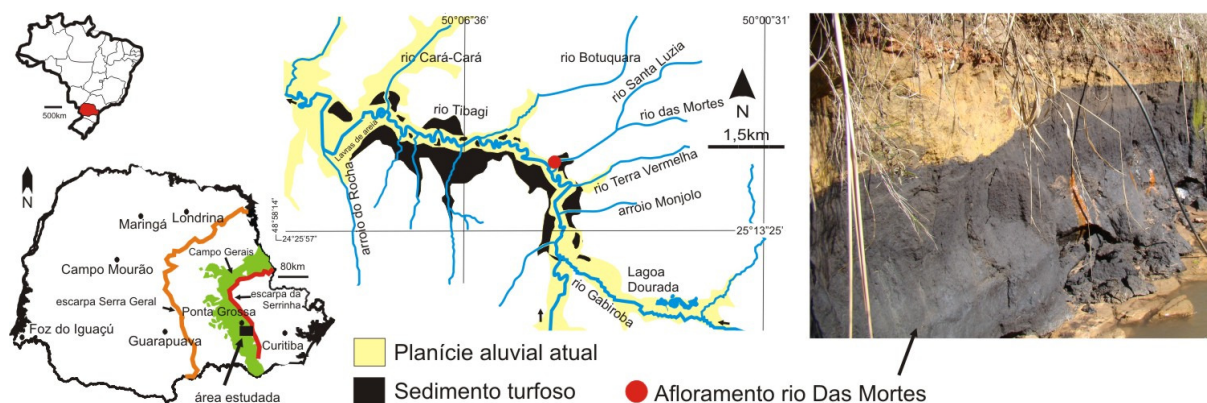 500km
N
Maringá
Londrina
Campo Mourão
Campo Gerais
80km
escarpa Serra Geral
escarpa da
Serrinha
Ponta Grossa
Foz do Iguaçú
Guarapuava
Curitiba
área estudada
50°06'36"
50°00'31"
rio Cará-Cará
rio Botuquara
rio Santa Luzia
rio Tibagi
rio das Mortes
N
1,5km
Lavras de areia
arroio do Rocha
rio Terra Vermelha
arroio Monjolo
48°58'14"
24°25'57"
25°13'25"
Lagoa
Dourada
rio Gabiroba
Planície aluvial atual
Sedimento turfoso
Afloramento rio Das Mortes